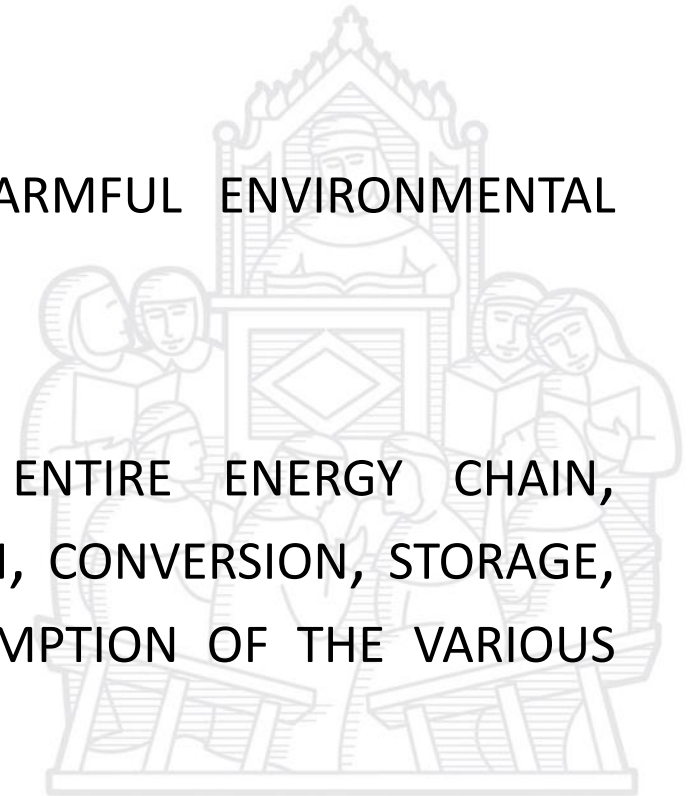 ARMFUL ENVIRONMENTAL
ENTIRE ENERGY CHAIN,
, CONVERSION, STORAGE,
MPTION OF THE VARIOUS